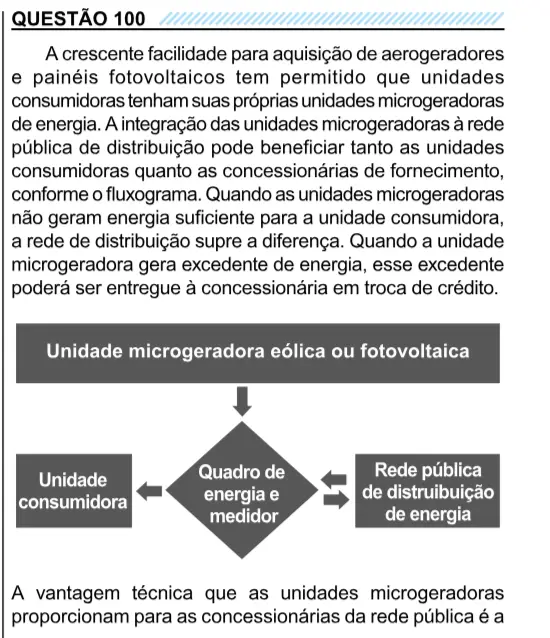 QUESTÃO 100
A crescente facilidade para aquisição de aerogeradores
e painéis fotovoltaicos tem permitido que unidades
consumidoras tenham suas próprias unidades microgeradoras
de energia. A integração das unidades microgeradoras à rede
pública de distribuição pode beneficiar tanto as unidades
consumidoras quanto as concessionárias de fornecimento,
conforme o fluxograma. Quando as unidades microgeradoras
não geram energia suficiente para a unidade consumidora,
a rede de distribuição supre a diferença. Quando a unidade
microgeradora gera excedente de energia, esse excedente
poderá ser entregue à concessionária em troca de crédito.
Unidade microgeradora eólica ou fotovoltaica
Unidade
consumidora
Quadro de
energia e
medidor
Rede pública
de distruibuição
de energia
A vantagem técnica que as unidades microgeradoras
proporcionam para as concessionárias da rede pública é a